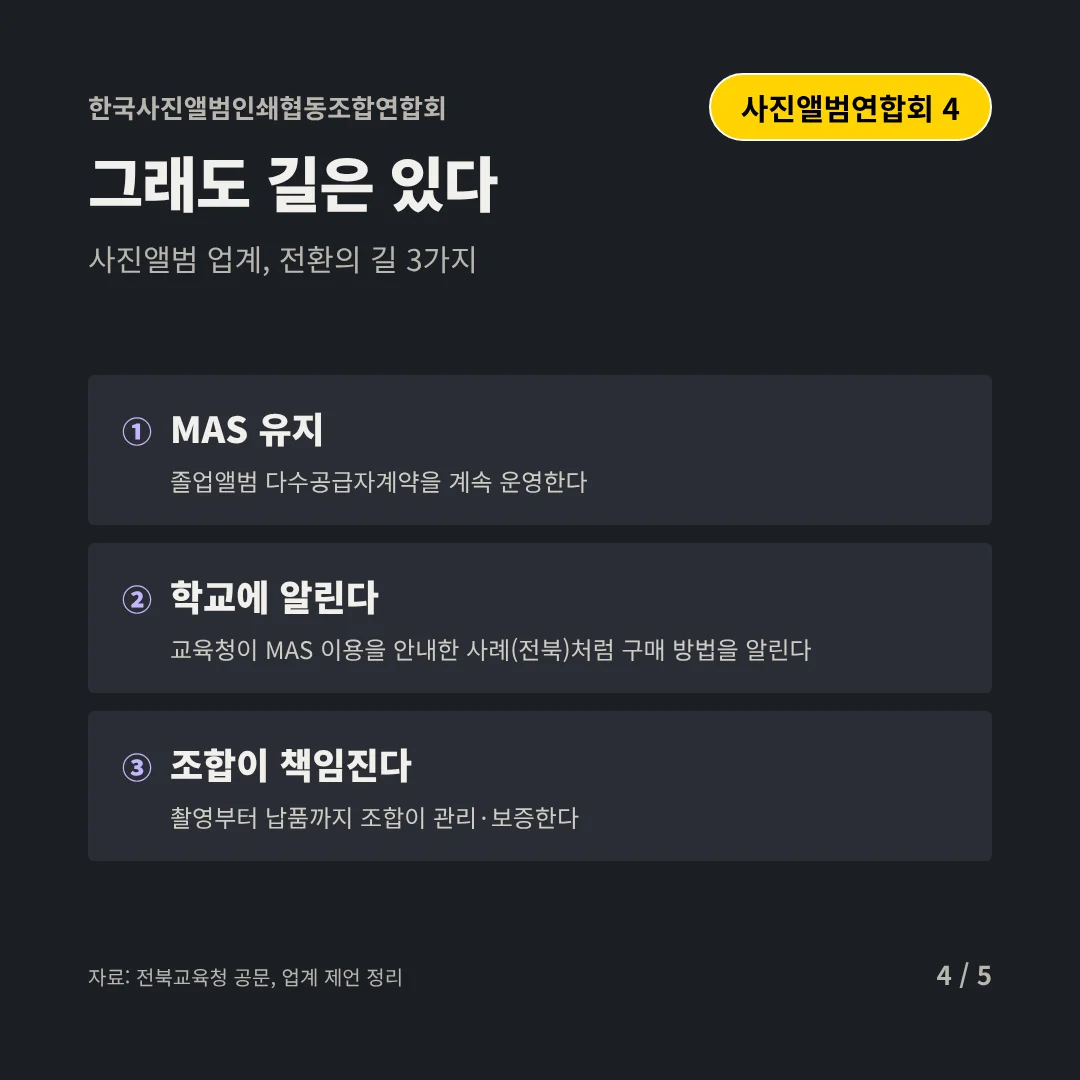 한국사진앨범인쇄협동조합연합회
사진앨범연합회 4
그래도 길은 있다
사진앨범 업계, 전환의 길 3가지
① MAS 유지
졸업앨범 다수공급자계약을 계속 운영한다
② 학교에 알린다
교육청이 MAS 이용을 안내한 사례(전북)처럼 구매 방법을 알린다
③ 조합이 책임진다
촬영부터 납품까지 조합이 관리·보증한다
자료: 전북교육청 공문, 업계 제언 정리
4 / 5